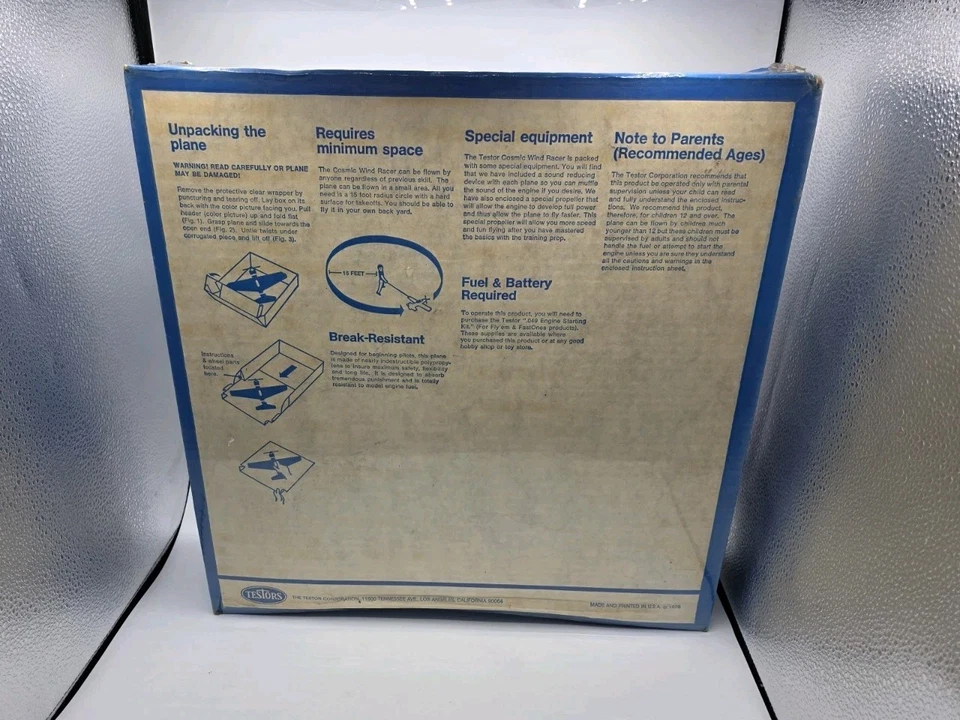 Unpacking the
plane
WARNING! READ CAREFULLY OR PLANE
MAY BE DAMAGED!
Remove the protective clear wrapper by
puncturing and tearing off. Lay box on its
back with the color picture facing you. Pull
header (color picture) up and fold flat
(Fig. 1). Grasp plane and slide towards the
open end (Fig. 2). Untie twists under
corrugated piece and lift off (Fig. 3).
Instructions
& wheel parts
located
here.
Requires
minimum space
The Cosmic Wind Racer can be flown by
anyone regardless of previous skill. The
plane can be flown in a small area. All you
need is a 15 foot radius circle with a hard
surface for takeoffs. You should be able to
fly it in your own back yard.
15 FEET
Break-Resistant
Designed for beginning pilots, this plane
is made of nearly indestructible polypropy-
lene to insure maximum safety, flexibility
and long life. It is designed to absorb
tremendous punishment and is totally
resistant to model engine fuel.
Special equipment
The Testor Cosmic Wind Racer is packed
with some special equipment. You will find
that we have included a sound reducing
device with each plane so you can muffle
the sound of the engine if you desire. We
have also enclosed a special propeller that
will allow the engine to develop full power
and thus allow the plane to fly faster. This
special propeller will allow you more speed
and fun flying after you have mastered
the basics with the training prop.
Fuel & Battery
Required
To operate this product, you will need to
purchase the Testor ".049 Engine Starting
Kit." (For Fly'em & FastOnes products).
These supplies are available where
you purchased this product or at any good
hobby shop or toy store.
Note to Parents
(Recommended Ages)
The Testor Corporation recommends that
this product be operated only with parental
supervision unless your child can read
and fully understand the enclosed instruc-
tions. We recommend this product,
therefore, for children 12 and over. The
plane can be flown by children much
younger than 12 but these children must be
supervised by adults and should not
handle the fuel or attempt to start the
engine unless you are sure they understand
all the cautions and warnings in the
enclosed instruction sheet.
TESTORS
THE TESTOR CORPORATION, TENNESSEE AVE., LOS ANGELES, CALIFORNIA 90064
MADE AND PRINTED IN U.S.A. ©